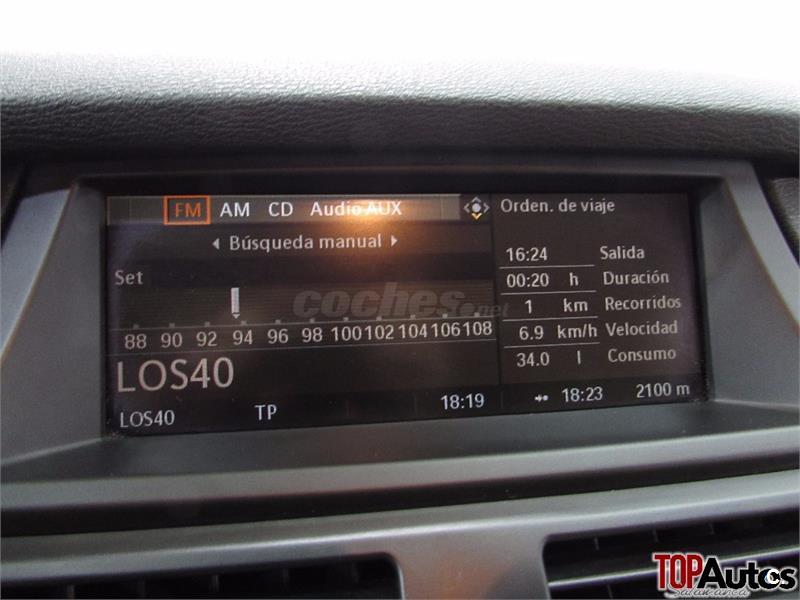 FM AM CD Audio AUX
Búsqueda manual
Set
88 90 92 94 96 98 100 102 104 106 108
LOS40
LOS40 TP 18:19
Orden. de viaje
16:24 Salida
00:20 h Duración
1 km Recorridos
6.9 km/h Velocidad
34.0 l Consumo
18:23 2100 m
coches.net
TOPAutos
Salamanca